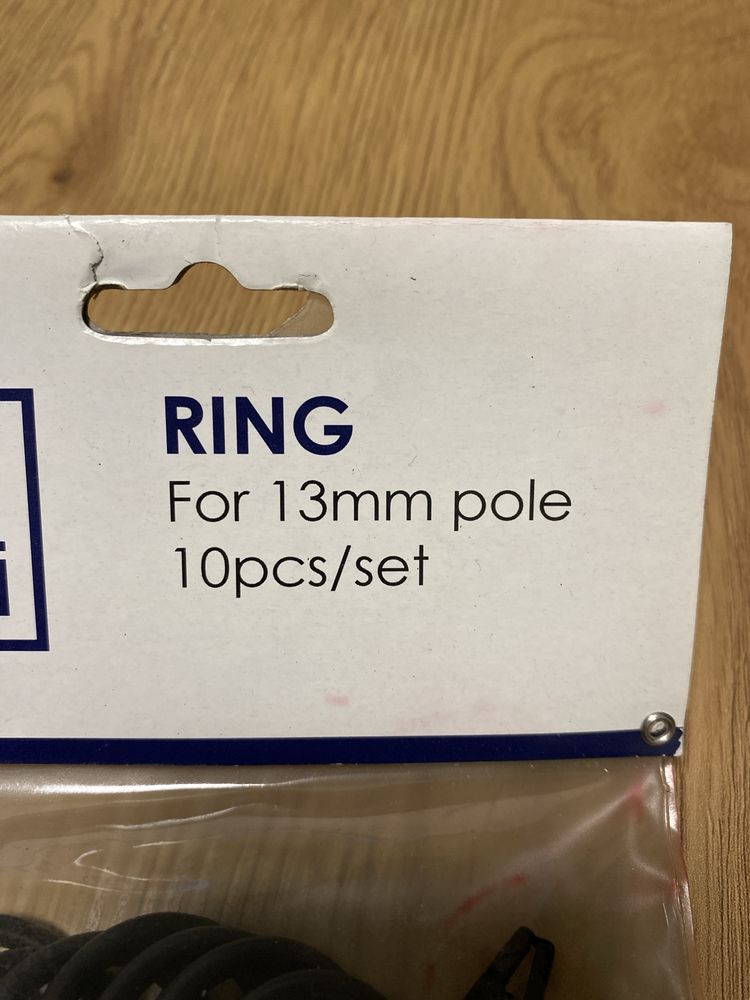 RING
For 13mm pole
10pcs/set
i